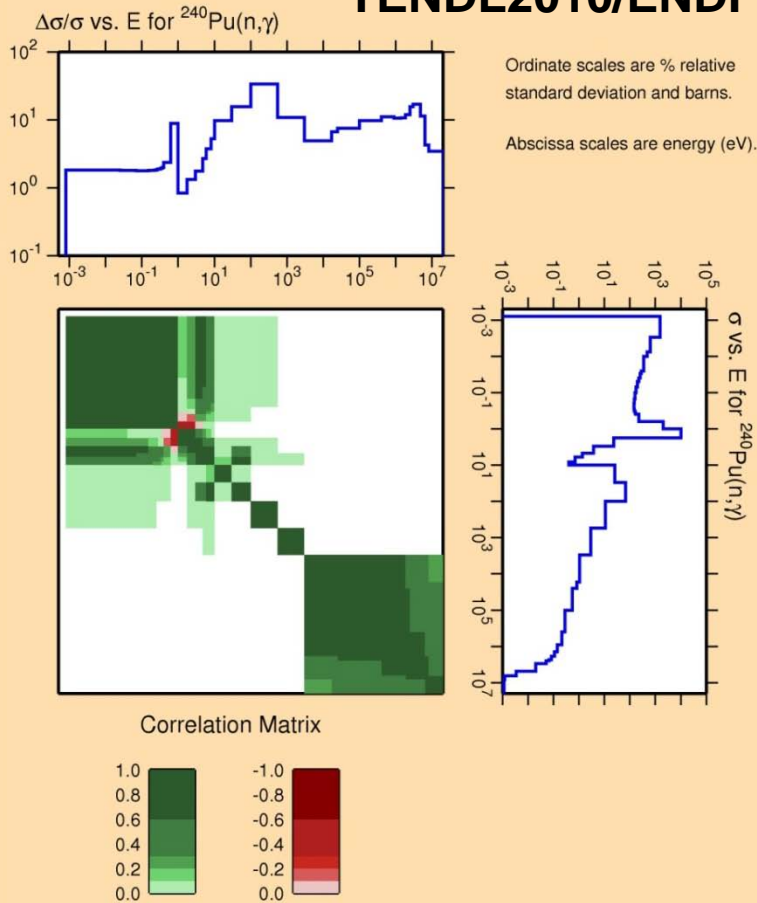 TENDL2010/ENDF
Δσ/σ vs. E for ²⁴⁰Pu(n,γ)
10² 10¹ 10⁰ 10⁻¹
10⁻³ 10⁻¹ 10¹ 10³ 10⁵ 10⁷
Ordinate scales are % relative
standard deviation and barns.
Abscissa scales are energy (eV).
10⁻³ 10⁻¹ 10¹ 10³ 10⁵
σ vs. E for ²⁴⁰Pu(n,γ)
10⁻³ 10⁻¹ 10¹ 10³ 10⁵ 10⁷
Correlation Matrix
1.0 -1.0
0.8 -0.8
0.6 -0.6
0.4 -0.4
0.2 -0.2
0.0 0.0